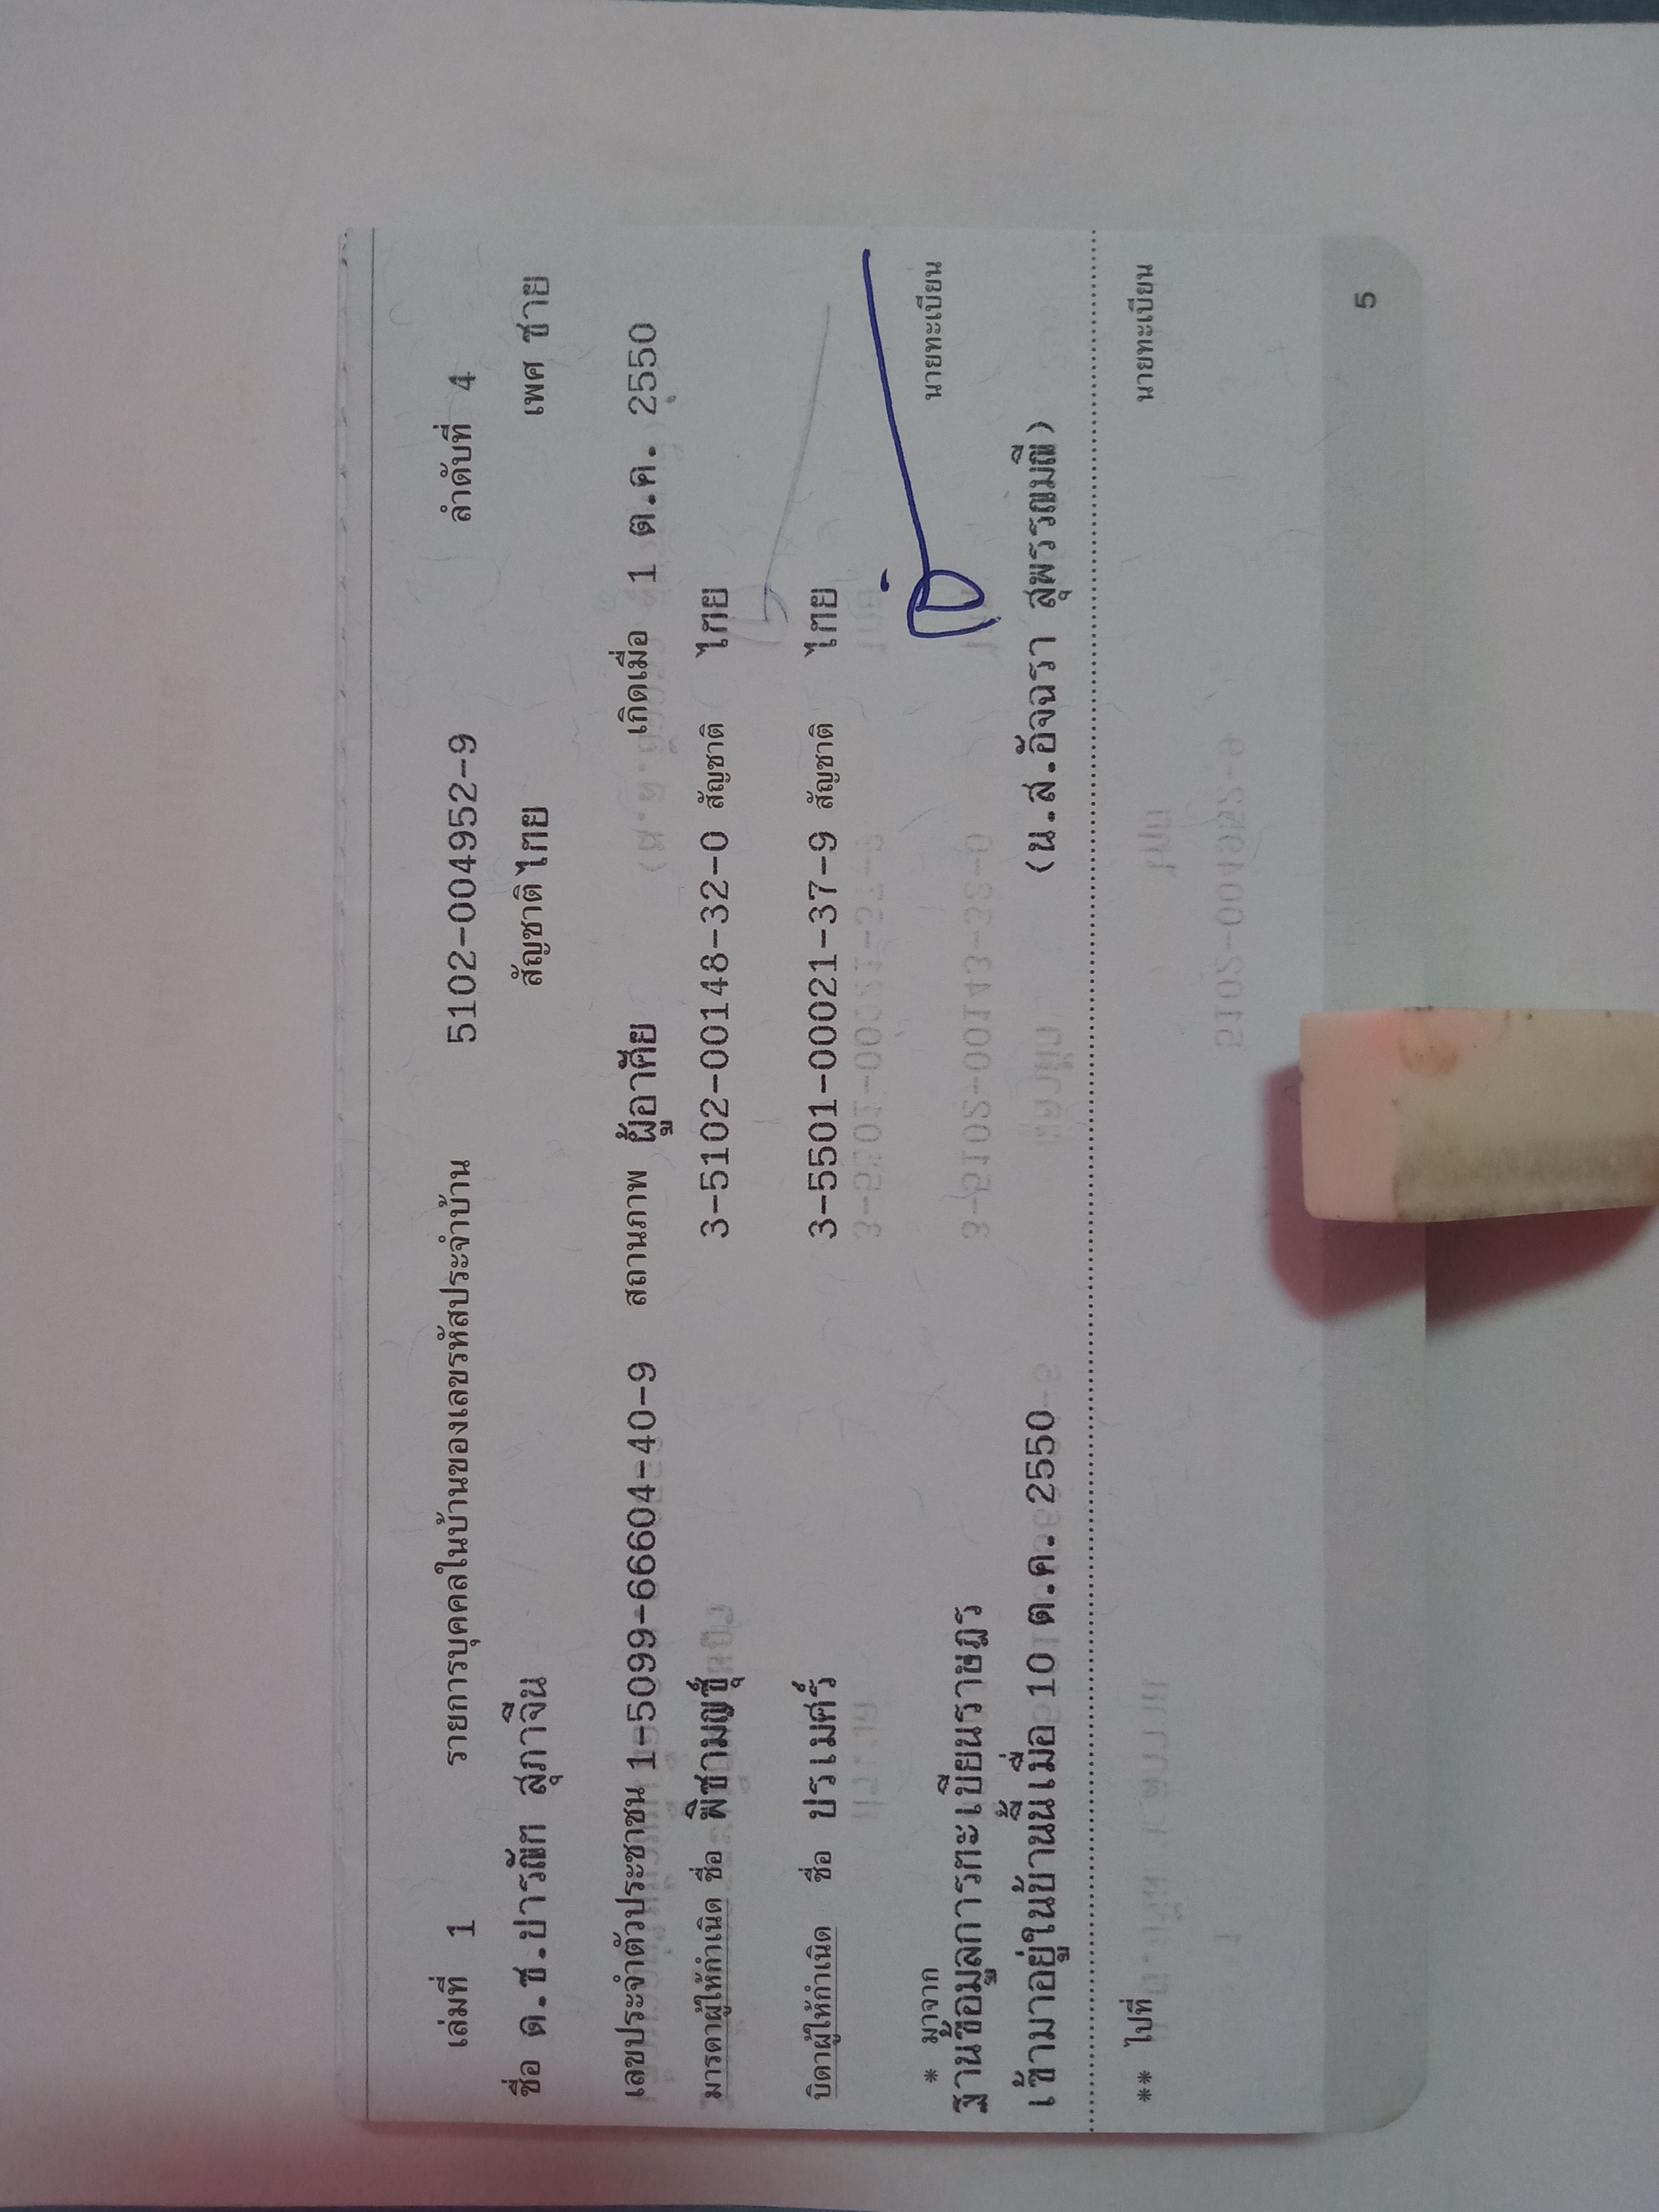 เล่มที่ 1 รายการบุคคลในบ้านของเลขรหัสประจำบ้าน 5102-004952-9 ลำดับที่ 4
ชื่อ ด.ช.ปารณัท สุภาจีน สัญชาติ ไทย เพศ ชาย
เลขประจำตัวประชาชน 1-5099-66604-40-9 สถานภาพ ผู้อาศัย เกิดเมื่อ 1 ต.ค. 2550
มารดาผู้ให้กำเนิด ชื่อ พิชามญชุ์ 3-5102-00148-32-0 สัญชาติ ไทย
บิดาผู้ให้กำเนิด ชื่อ ปรเมศร์ 3-5501-00021-37-9 สัญชาติ ไทย
* มาจาก
ฐานข้อมูลการทะเบียนราษฎร นายทะเบียน
เข้ามาอยู่ในบ้านนี้เมื่อ 10 ต.ค. 2550 (น.ส.อัจฉรา สุพรรณมณี)
** ไปที่ นายทะเบียน
5